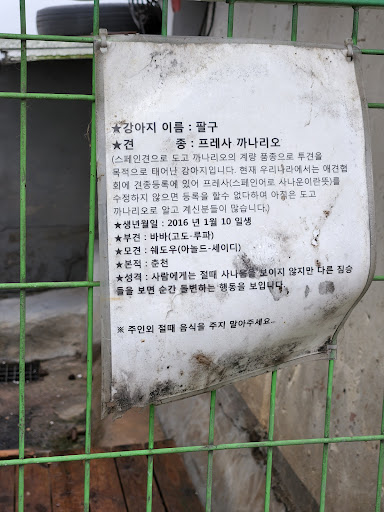 ★강아지 이름 : 팔구
★견 종 : 프레사 까나리오
(스페인견으로 도고 까나리오의 계량 품종으로 투견을
목적으로 태어난 강아지입니다. 현재 우리나라에서는 애견협
회에 견종등록에 있어 프레사(스페인어로 사나운이란뜻)를
수정하지 않으면 등록을 할수 없다하며 아직은 도고
까나리오로 알고 계신분들이 많습니다.)
★생년월일 : 2016 년 1월 10 일생
★부견 : 바바(고도-루파)
★모견 : 쉐도우(아놀드-세이디)
★본적 : 춘천
★성격 : 사람에게는 절때 사나움을 보이지 않지만 다른 짐승
들을 보면 순간 돌변하는 행동을 보입니다.
※ 주인외 절때 음식을 주지 말아주세요..